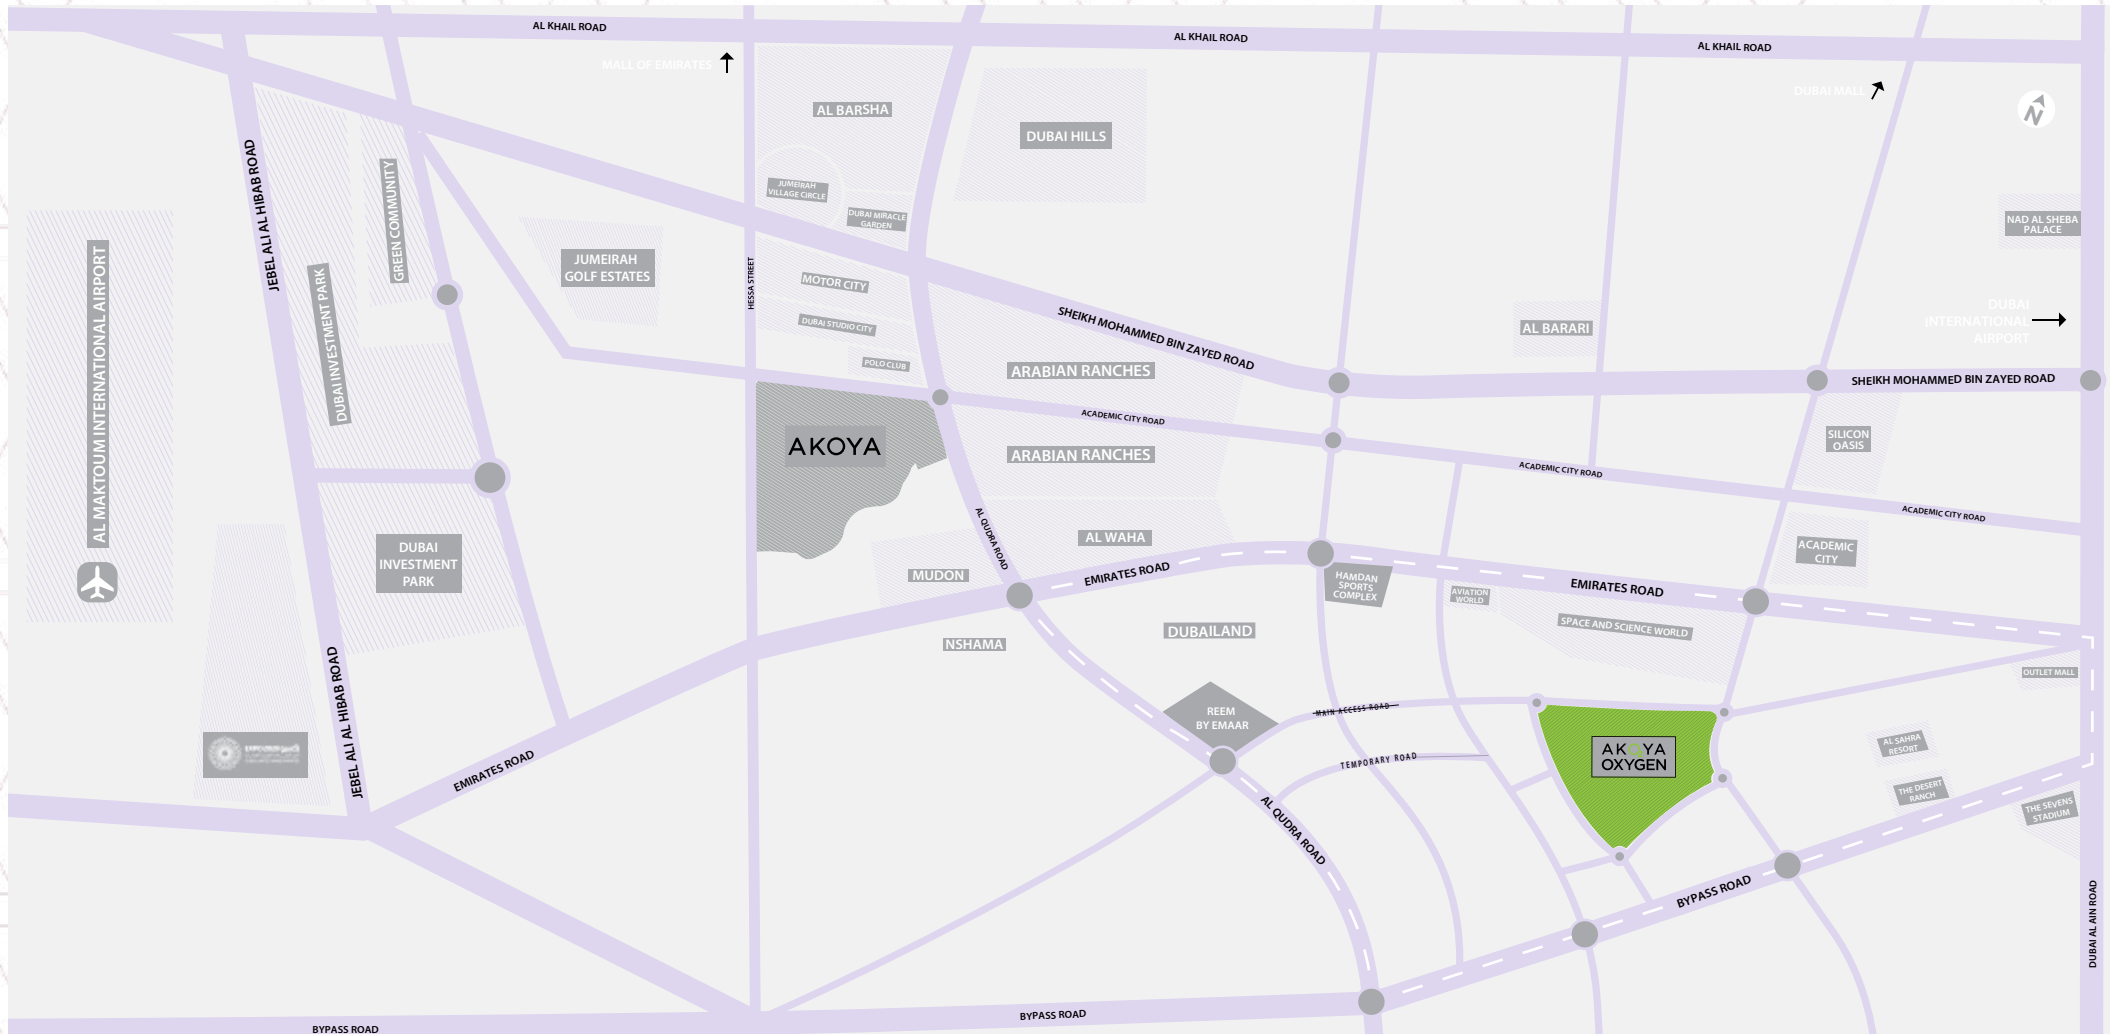 AL KHAIL ROAD
AL KHAIL ROAD
AL KHAIL ROAD
MALL OF EMIRATES
DUBAI MALL
N
AL BARSHA
DUBAI HILLS
JUMEIRAH
VILLAGE CIRCLE
DUBAI MIRACLE
GARDEN
NAD AL SHEBA
PALACE
JEBEL ALI AL HIBAB ROAD
GREEN COMMUNITY
JUMEIRAH
GOLF ESTATES
HESSA STREET
MOTOR CITY
DUBAI STUDIO CITY
POLO CLUB
DUBAI
INTERNATIONAL
AIRPORT
AL BARARI
SHEIKH MOHAMMED BIN ZAYED ROAD
SHEIKH MOHAMMED BIN ZAYED ROAD
AL MAKTOUM INTERNATIONAL AIRPORT
DUBAI INVESTMENT PARK
ARABIAN RANCHES
ACADEMIC CITY ROAD
ARABIAN RANCHES
AKOYA
SILICON
OASIS
ACADEMIC CITY ROAD
ACADEMIC CITY ROAD
AL QUDRA ROAD
AL WAHA
DUBAI
INVESTMENT
PARK
MUDON
EMIRATES ROAD
HAMDAN
SPORTS
COMPLEX
AVIATION
WORLD
EMIRATES ROAD
ACADEMIC
CITY
SPACE AND SCIENCE WORLD
NSHAMA
DUBAILAND
OUTLET MALL
JEBEL ALI AL HIBAB ROAD
REEM
BY EMAAR
MAIN ACCESS ROAD
TEMPORARY ROAD
AKOYA
OXYGEN
AL SAHRA
RESORT
THE DESERT
RANCH
THE SEVENS
STADIUM
EMIRATES ROAD
AL QUDRA ROAD
BYPASS ROAD
DUBAI AL AIN ROAD
BYPASS ROAD
BYPASS ROAD